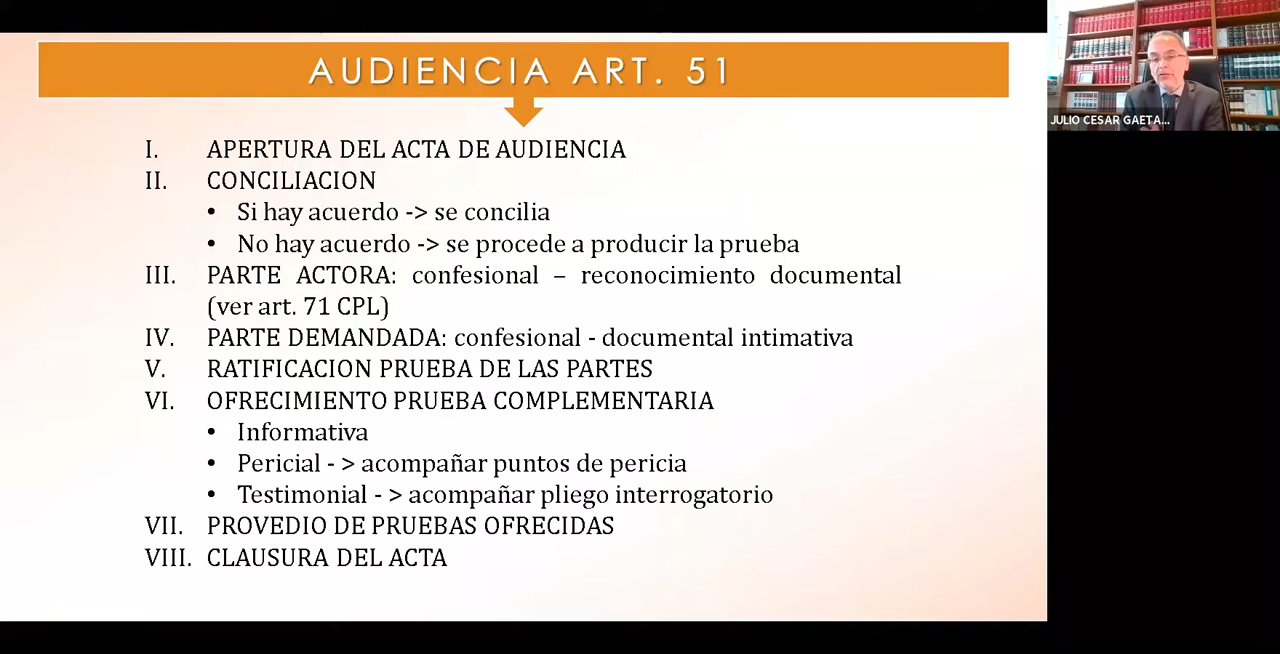 AUDIENCIA ART. 51
I. APERTURA DEL ACTA DE AUDIENCIA
II. CONCILIACION
• Si hay acuerdo -> se concilia
• No hay acuerdo -> se procede a producir la prueba
III. PARTE ACTORA: confesional – reconocimiento documental
(ver art. 71 CPL)
IV. PARTE DEMANDADA: confesional - documental intimativa
V. RATIFICACION PRUEBA DE LAS PARTES
VI. OFRECIMIENTO PRUEBA COMPLEMENTARIA
• Informativa
• Pericial - > acompañar puntos de pericia
• Testimonial - > acompañar pliego interrogatorio
VII. PROVEDIO DE PRUEBAS OFRECIDAS
VIII. CLAUSURA DEL ACTA
JULIO CESAR GAETA...